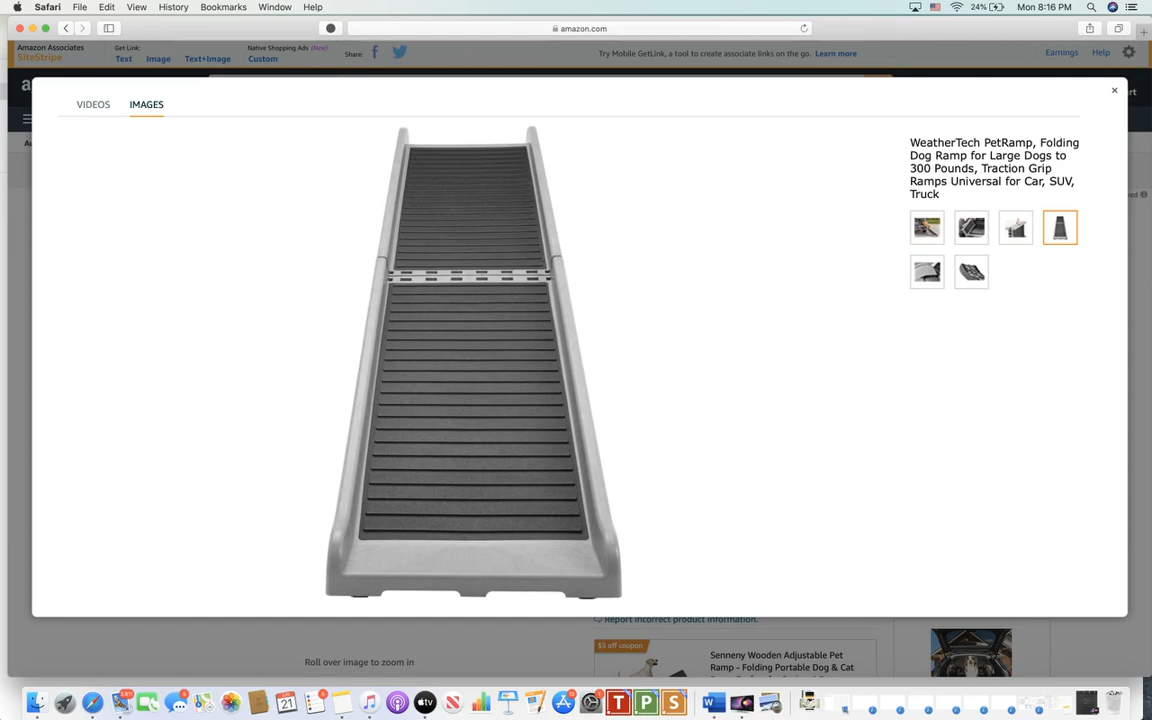 Safari File Edit View History Bookmarks Window Help
24% Mon 8:16 PM
amazon.com
Amazon Associates
SiteStripe
Get Link:
Text Image Text+Image
Native Shopping Ads (New)
Custom
Share:
Try Mobile GetLink, a tool to create associate links on the go. Learn more
Earnings Help
VIDEOS IMAGES
WeatherTech PetRamp, Folding
Dog Ramp for Large Dogs to
300 Pounds, Traction Grip
Ramps Universal for Car, SUV,
Truck
Report incorrect product information.
$5 off coupon
Senneny Wooden Adjustable Pet
Ramp - Folding Portable Dog & Cat
Roll over image to zoom in
21
T P S
W